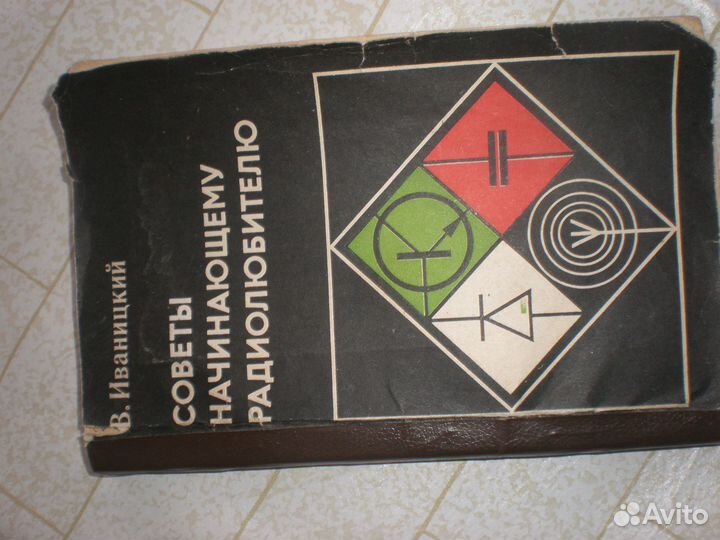 В. Иваницкий
СОВЕТЫ
НАЧИНАЮЩЕМУ
РАДИОЛЮБИТЕЛЮ
Avito